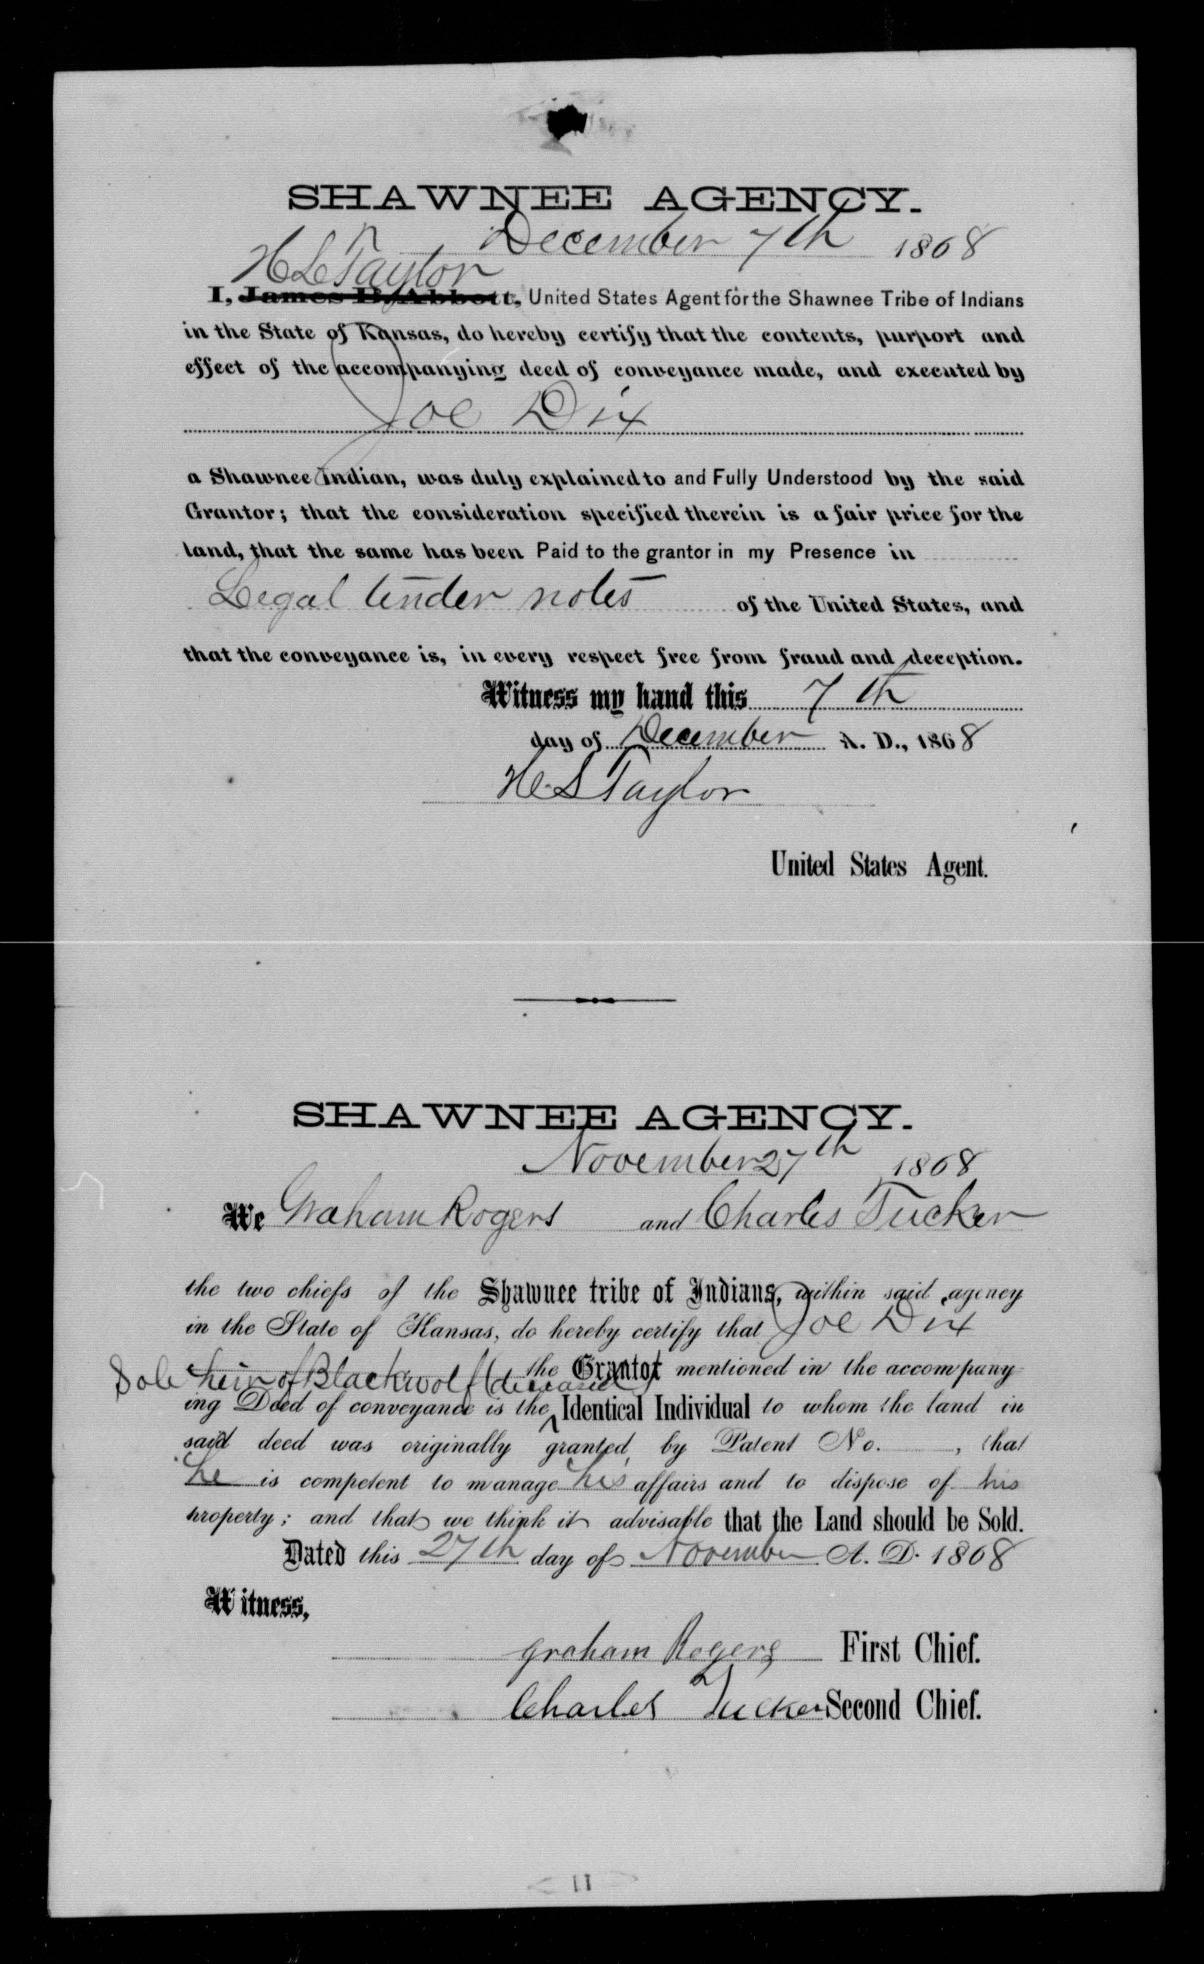 SHAWNEE AGENCY.
December 7th 1868
H L Taylor
I, James B. Abbott, United States Agent for the Shawnee Tribe of Indians
in the State of Kansas, do hereby certify that the contents, purport and
effect of the accompanying deed of conveyance made, and executed by
Joe Dix
a Shawnee Indian, was duly explained to and Fully Understood by the said
Grantor; that the consideration specified therein is a fair price for the
land, that the same has been Paid to the grantor in my Presence in
Legal tender notes of the United States, and
that the conveyance is, in every respect free from fraud and deception.
Witness my hand this 7th
day of December A. D., 1868
H L Taylor
United States Agent.
SHAWNEE AGENCY.
November 27th 1868
We Graham Rogers and Charles Tucker
the two chiefs of the Shawnee tribe of Indians, within said agency
in the State of Kansas, do hereby certify that Joe Dix
the Grantor mentioned in the accompany-
Sole heir of Blackwolf (deceased)
ing Deed of conveyance is the ^ Identical Individual to whom the land in
said deed was originally granted, by Patent No. , that
he is competent to manage his affairs and to dispose of his
property; and that we think it advisable that the Land should be Sold.
Dated this 27th day of November A. D. 1868
Witness,
Graham Rogers First Chief.
Charles Tucker Second Chief.
11